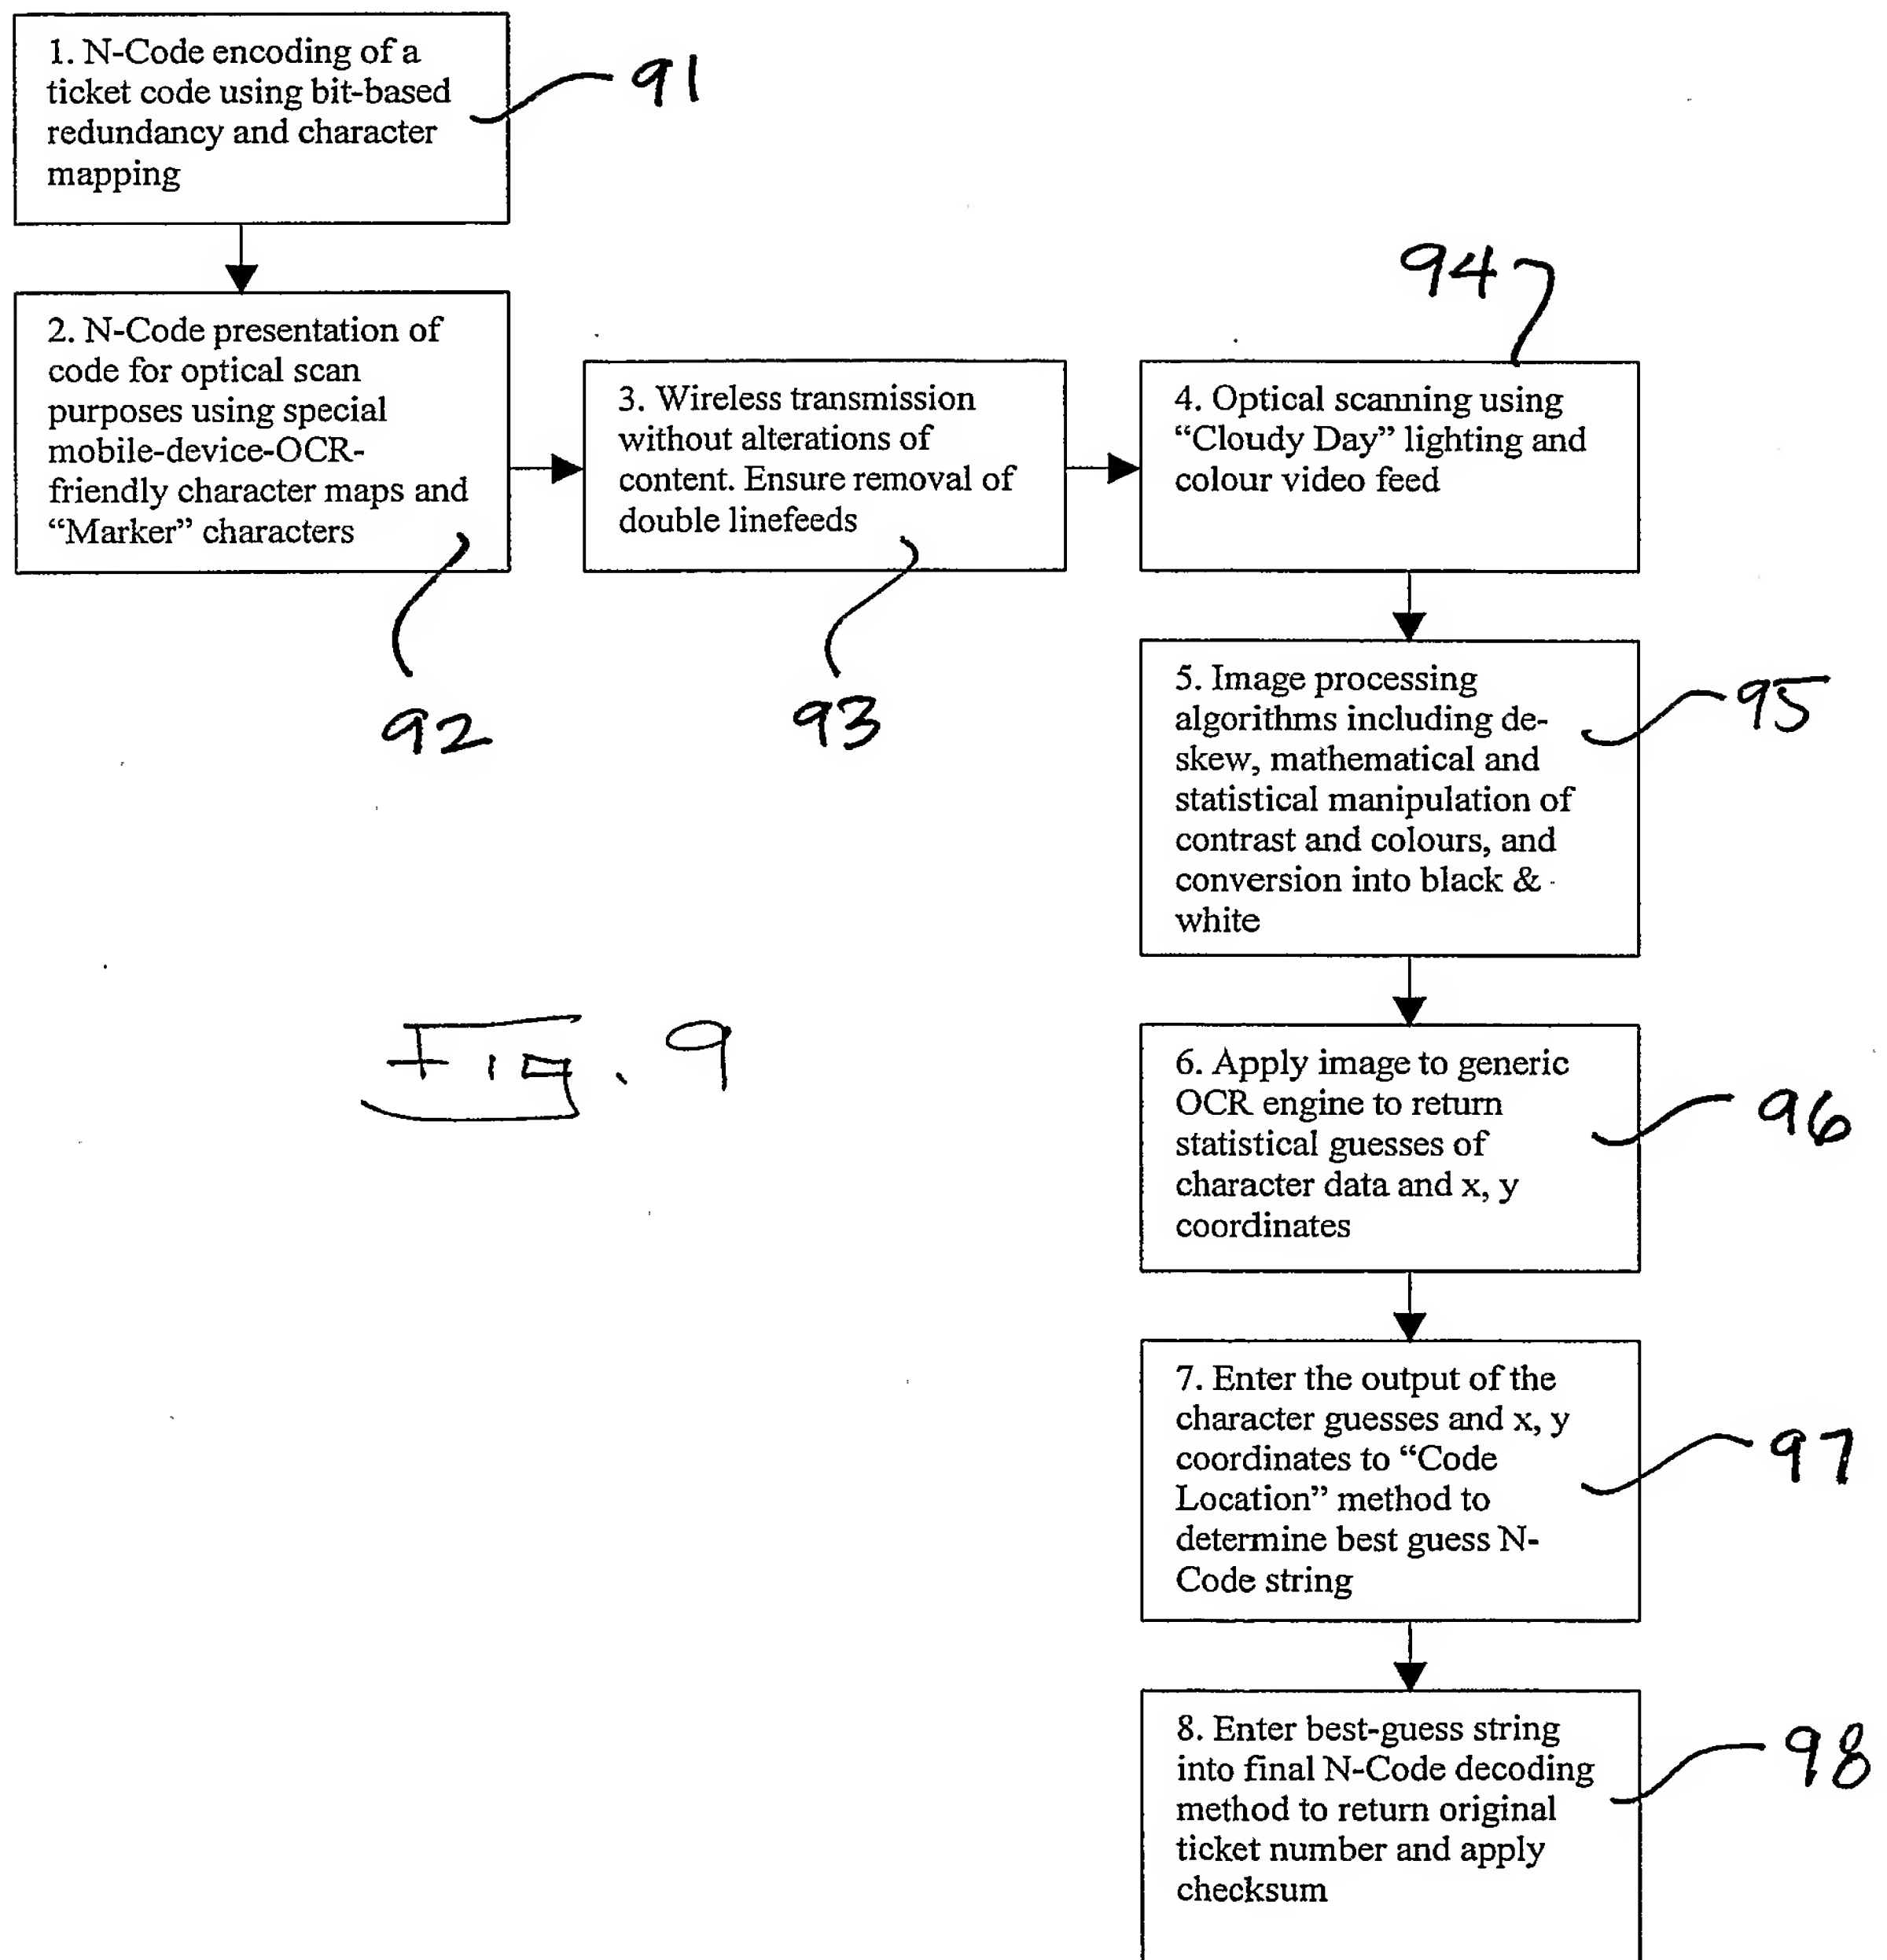 1. N-Code encoding of a
ticket code using bit-based
redundancy and character
mapping
91
2. N-Code presentation of
code for optical scan
purposes using special
mobile-device-OCR-
friendly character maps and
“Marker” characters
92
3. Wireless transmission
without alterations of
content. Ensure removal of
double linefeeds
93
94
4. Optical scanning using
“Cloudy Day” lighting and
colour video feed
5. Image processing
algorithms including de-
skew, mathematical and
statistical manipulation of
contrast and colours, and
conversion into black &
white
95
Fig. 9
6. Apply image to generic
OCR engine to return
statistical guesses of
character data and x, y
coordinates
96
7. Enter the output of the
character guesses and x, y
coordinates to “Code
Location” method to
determine best guess N-
Code string
97
8. Enter best-guess string
into final N-Code decoding
method to return original
ticket number and apply
checksum
98